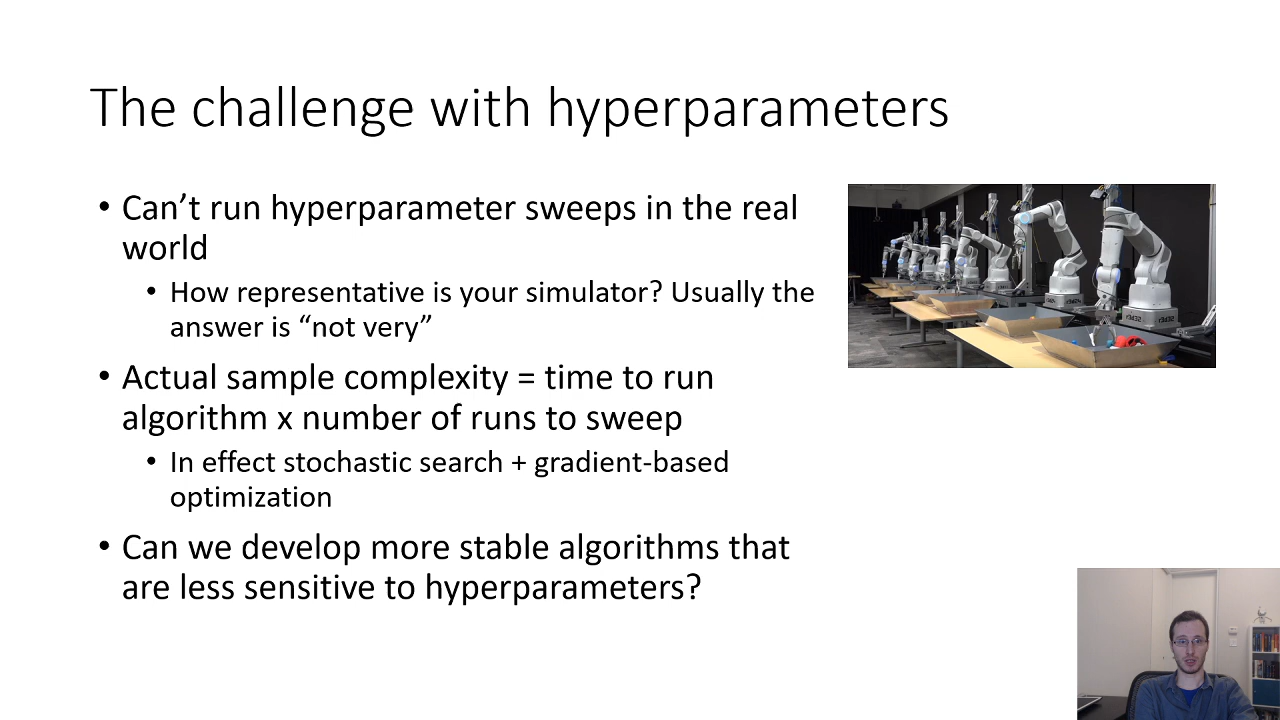 The challenge with hyperparameters
• Can’t run hyperparameter sweeps in the real
world
• How representative is your simulator? Usually the
answer is “not very”
• Actual sample complexity = time to run
algorithm x number of runs to sweep
• In effect stochastic search + gradient-based
optimization
• Can we develop more stable algorithms that
are less sensitive to hyperparameters?